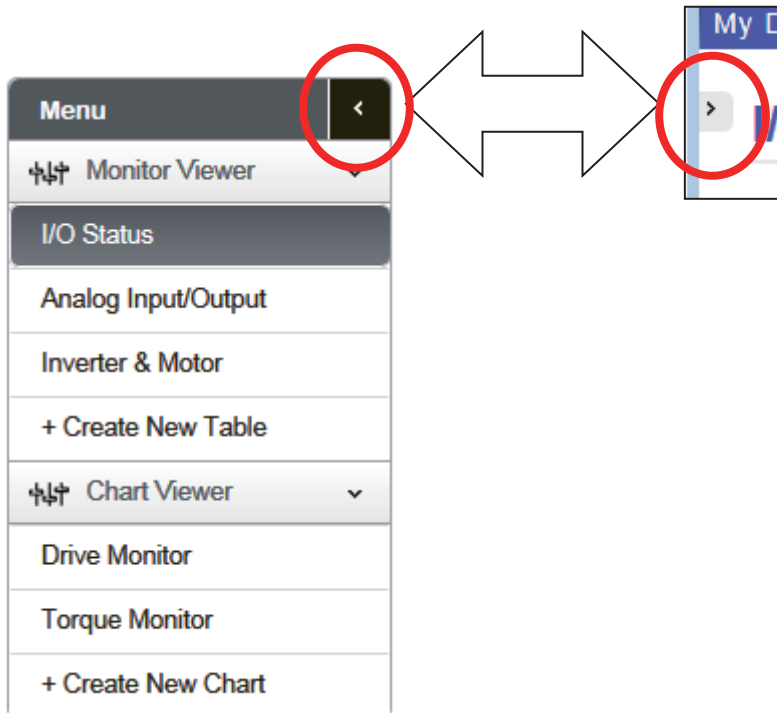 Menu
Monitor Viewer
I/O Status
Analog Input/Output
Inverter & Motor
+ Create New Table
Chart Viewer
Drive Monitor
Torque Monitor
+ Create New Chart
My